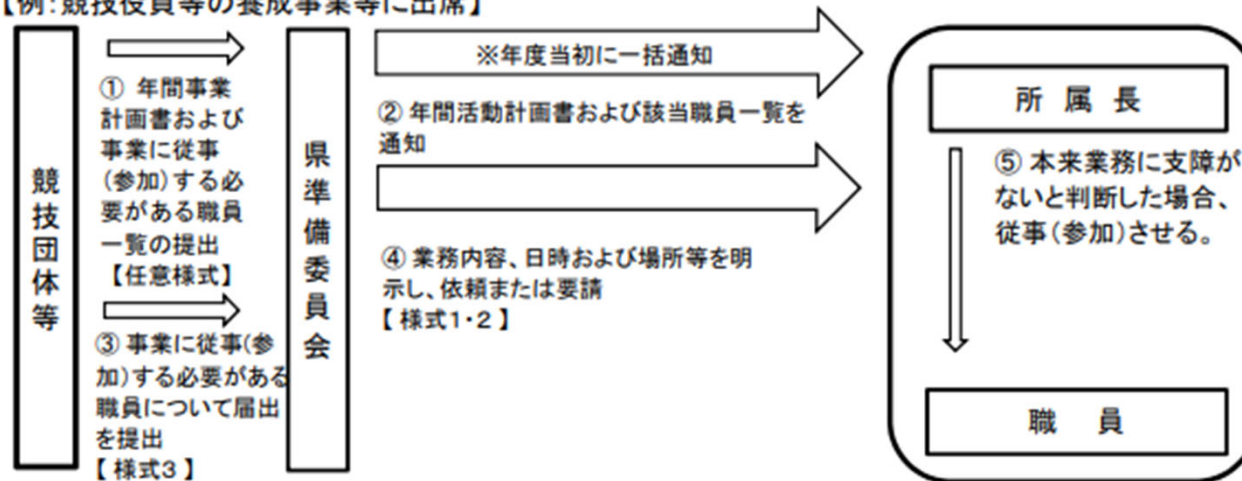 【例:競技役員等の養成事業等に出席】
競技団体等
① 年間事業
計画書および
事業に従事
(参加)する必
要がある職員
一覧の提出
【任意様式】
③ 事業に従事(参
加)する必要がある
職員について届出
を提出
【 様式3 】
県準備委員会
※年度当初に一括通知
② 年間活動計画書および該当職員一覧を
通知
④ 業務内容、日時および場所等を明
示し、依頼または要請
【 様式1・2 】
所 属 長
⑤ 本来業務に支障が
ないと判断した場合、
従事(参加)させる。
職 員